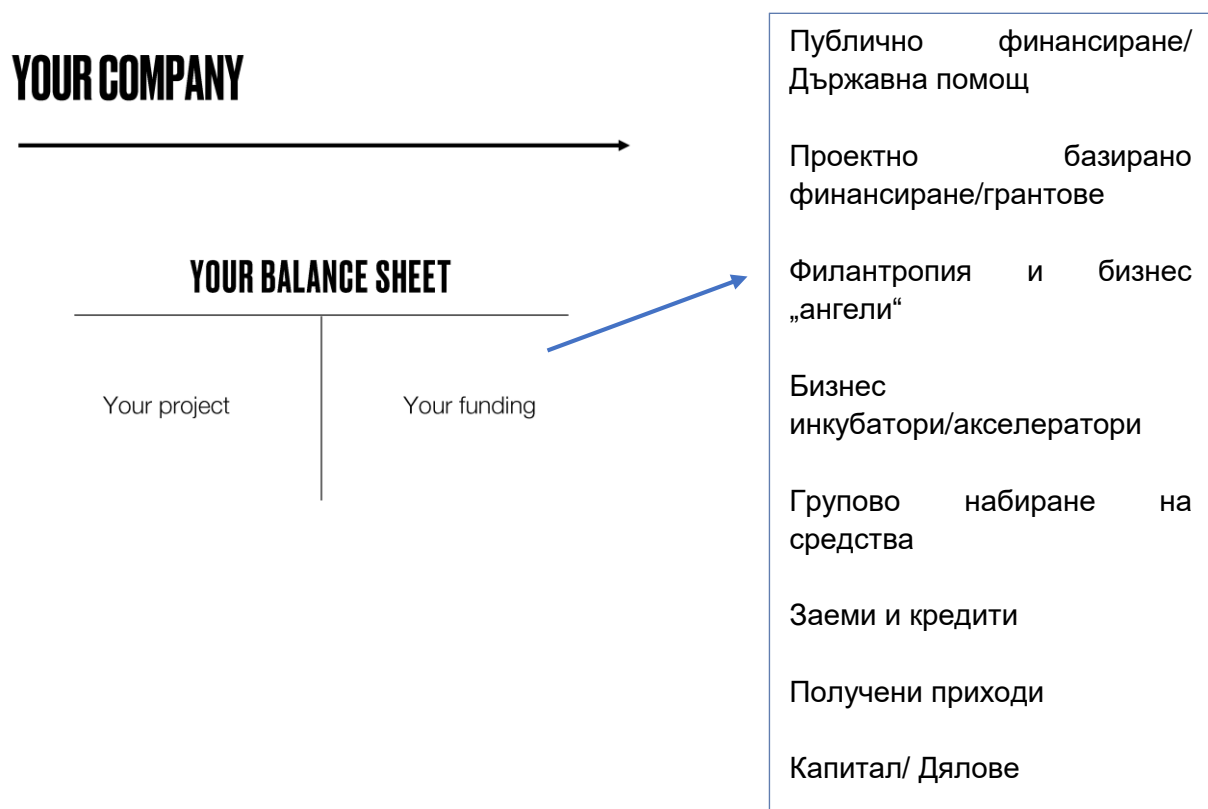 YOUR COMPANY
YOUR BALANCE SHEET
Your project
Your funding
Публично финансиране/
Държавна помощ
Проектно базирано
финансиране/грантове
Филантропия и бизнес
„ангели“
Бизнес
инкубатори/акселератори
Групово набиране на
средства
Заеми и кредити
Получени приходи
Капитал/ Дялове